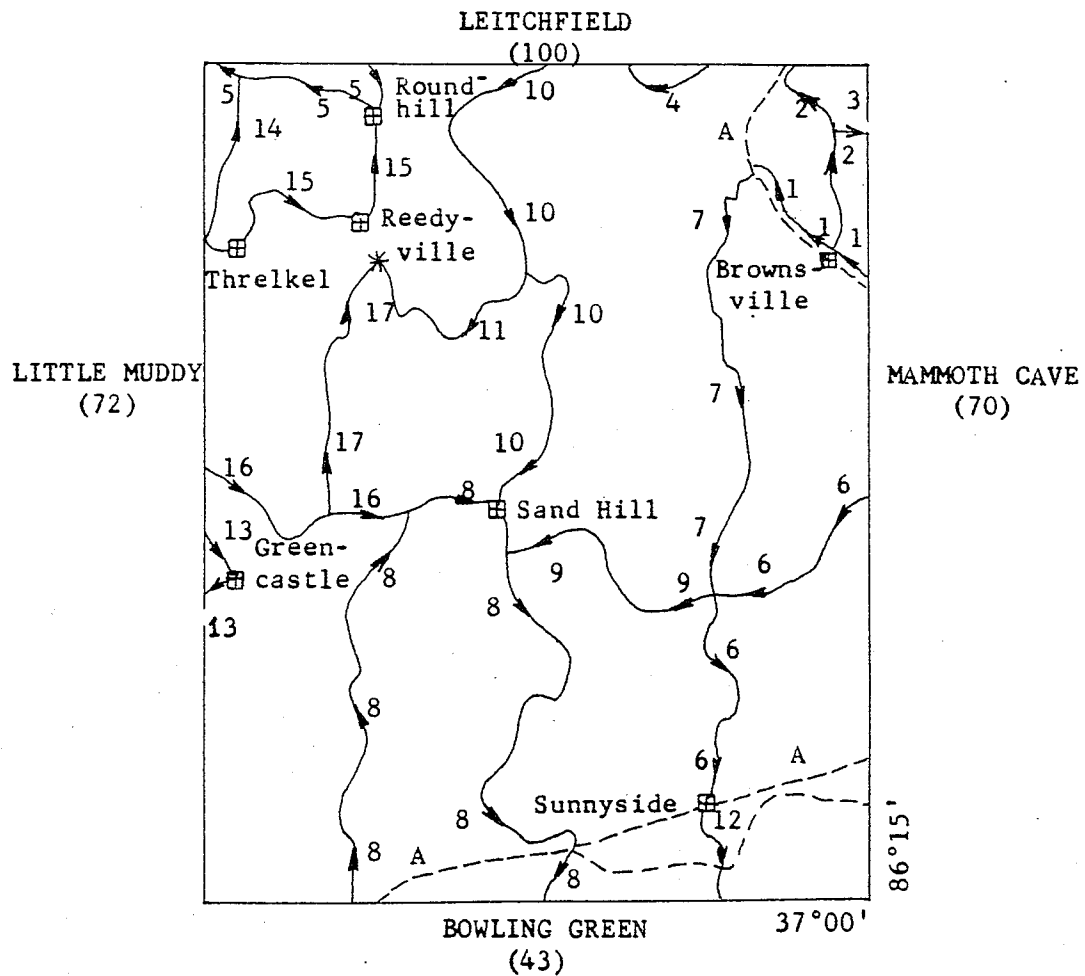 LEITCHFIELD
(100)
5
5
5
Round-
hill
10
4
2
3
A
14
15
2
15
10
1
Reedy-
ville
7
1
1
Threlkel
Browns-
ville
17
11
10
LITTLE MUDDY
(72)
MAMMOTH CAVE
(70)
7
17
10
16
16
8
Sand Hill
6
13
Green-
castle
7
8
9
9
6
8
13
6
8
6
A
Sunnyside
12
8
A
8
8
86°15'
37°00'
BOWLING GREEN
(43)